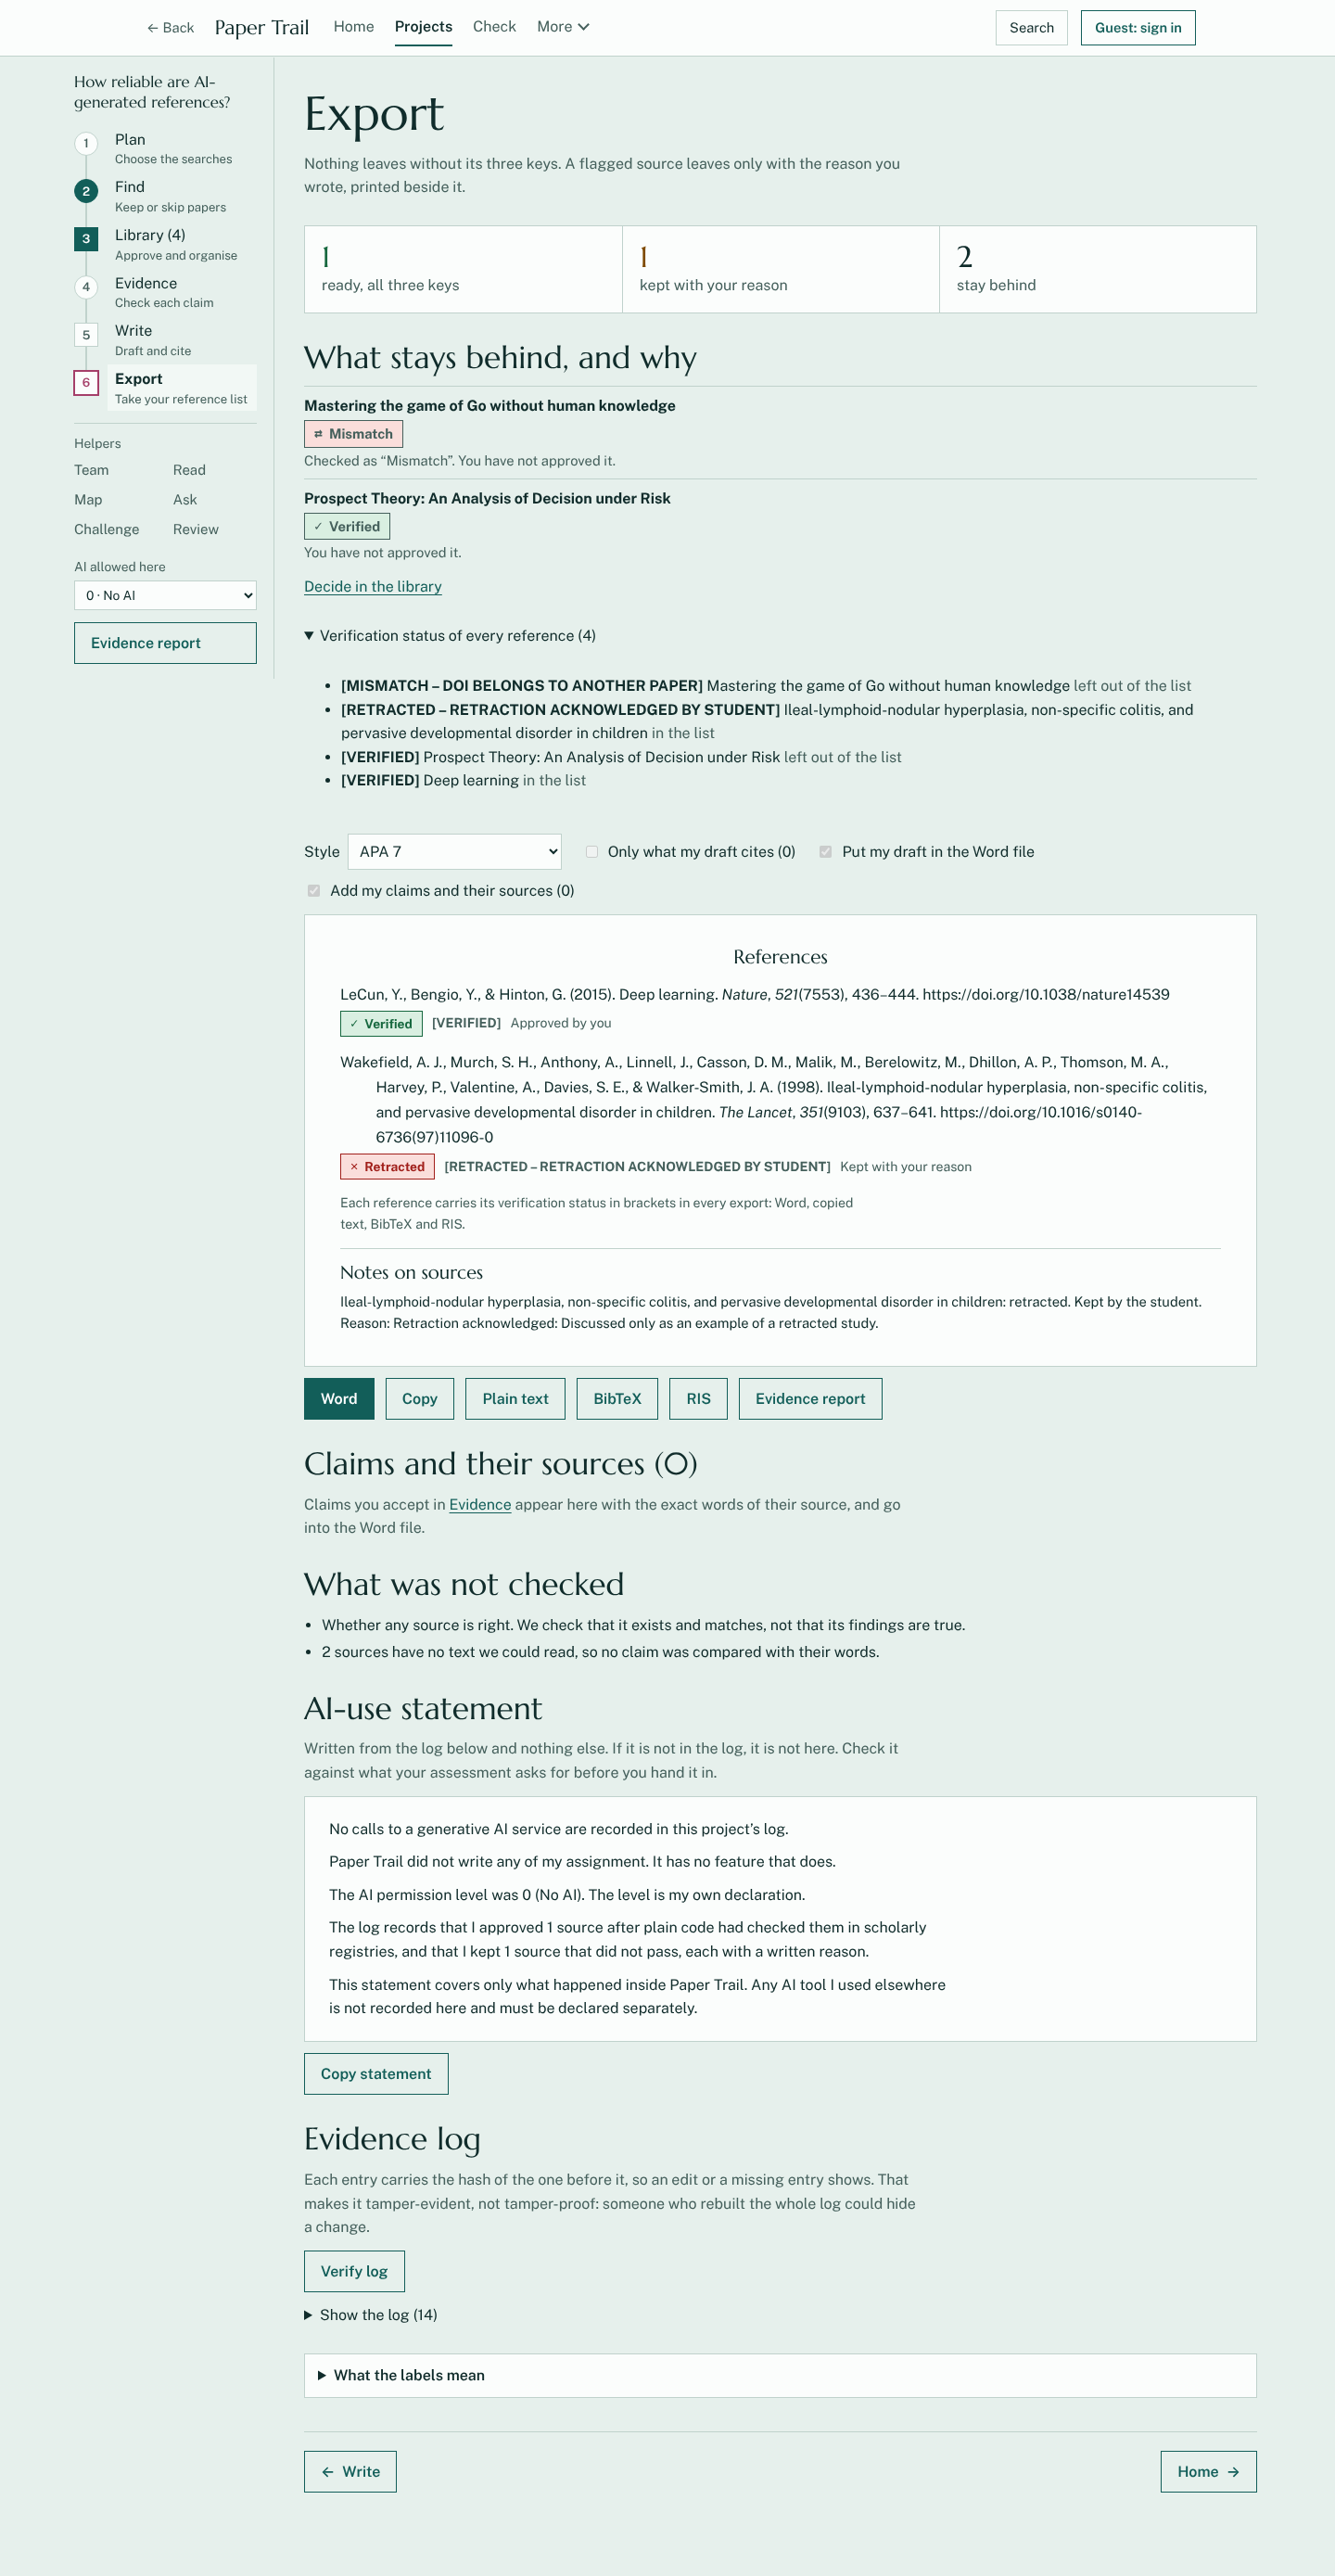 ← Back Paper Trail Home Projects Check More Search Guest: sign in
How reliable are AI-
generated references?
1 Plan
Choose the searches
2 Find
Keep or skip papers
3 Library (4)
Approve and organise
4 Evidence
Check each claim
5 Write
Draft and cite
6 Export
Take your reference list
Helpers
Team Read
Map Ask
Challenge Review
AI allowed here
0 · No AI
Evidence report
Export
Nothing leaves without its three keys. A flagged source leaves only with the reason you
wrote, printed beside it.
1
ready, all three keys
1
kept with your reason
2
stay behind
What stays behind, and why
Mastering the game of Go without human knowledge
⇄ Mismatch
Checked as “Mismatch”. You have not approved it.
Prospect Theory: An Analysis of Decision under Risk
✓ Verified
You have not approved it.
Decide in the library
▼ Verification status of every reference (4)
• [MISMATCH – DOI BELONGS TO ANOTHER PAPER] Mastering the game of Go without human knowledge left out of the list
• [RETRACTED – RETRACTION ACKNOWLEDGED BY STUDENT] Ileal-lymphoid-nodular hyperplasia, non-specific colitis, and
pervasive developmental disorder in children in the list
• [VERIFIED] Prospect Theory: An Analysis of Decision under Risk left out of the list
• [VERIFIED] Deep learning in the list
Style APA 7 Only what my draft cites (0) Put my draft in the Word file
Add my claims and their sources (0)
References
LeCun, Y., Bengio, Y., & Hinton, G. (2015). Deep learning. Nature, 521(7553), 436–444. https://doi.org/10.1038/nature14539
✓ Verified [VERIFIED] Approved by you
Wakefield, A. J., Murch, S. H., Anthony, A., Linnell, J., Casson, D. M., Malik, M., Berelowitz, M., Dhillon, A. P., Thomson, M. A.,
Harvey, P., Valentine, A., Davies, S. E., & Walker-Smith, J. A. (1998). Ileal-lymphoid-nodular hyperplasia, non-specific colitis,
and pervasive developmental disorder in children. The Lancet, 351(9103), 637–641. https://doi.org/10.1016/s0140-
6736(97)11096-0
✕ Retracted [RETRACTED – RETRACTION ACKNOWLEDGED BY STUDENT] Kept with your reason
Each reference carries its verification status in brackets in every export: Word, copied
text, BibTeX and RIS.
Notes on sources
Ileal-lymphoid-nodular hyperplasia, non-specific colitis, and pervasive developmental disorder in children: retracted. Kept by the student.
Reason: Retraction acknowledged: Discussed only as an example of a retracted study.
Word Copy Plain text BibTeX RIS Evidence report
Claims and their sources (0)
Claims you accept in Evidence appear here with the exact words of their source, and go
into the Word file.
What was not checked
• Whether any source is right. We check that it exists and matches, not that its findings are true.
• 2 sources have no text we could read, so no claim was compared with their words.
AI-use statement
Written from the log below and nothing else. If it is not in the log, it is not here. Check it
against what your assessment asks for before you hand it in.
No calls to a generative AI service are recorded in this project’s log.
Paper Trail did not write any of my assignment. It has no feature that does.
The AI permission level was 0 (No AI). The level is my own declaration.
The log records that I approved 1 source after plain code had checked them in scholarly
registries, and that I kept 1 source that did not pass, each with a written reason.
This statement covers only what happened inside Paper Trail. Any AI tool I used elsewhere
is not recorded here and must be declared separately.
Copy statement
Evidence log
Each entry carries the hash of the one before it, so an edit or a missing entry shows. That
makes it tamper-evident, not tamper-proof: someone who rebuilt the whole log could hide
a change.
Verify log
▶ Show the log (14)
▶ What the labels mean
← Write Home →